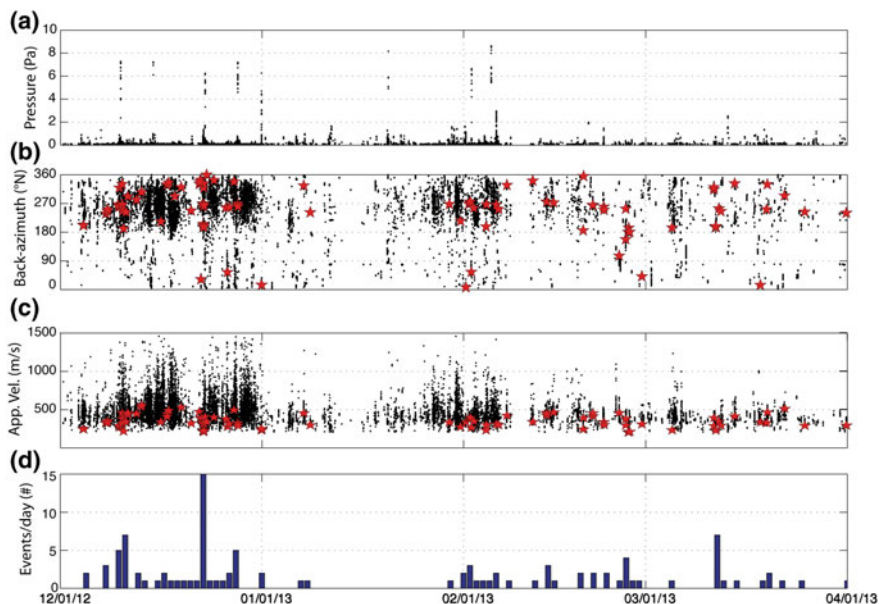 (a)
Pressure (Pa)
10
8
6
4
2
0
(b)
Back-azimuth (°N)
360
270
180
90
0
(c)
App. Vel. (m/s)
1500
1000
500
(d)
Events/day (#)
15
10
5
0
12/01/12 01/01/13 02/01/13 03/01/13 04/01/13